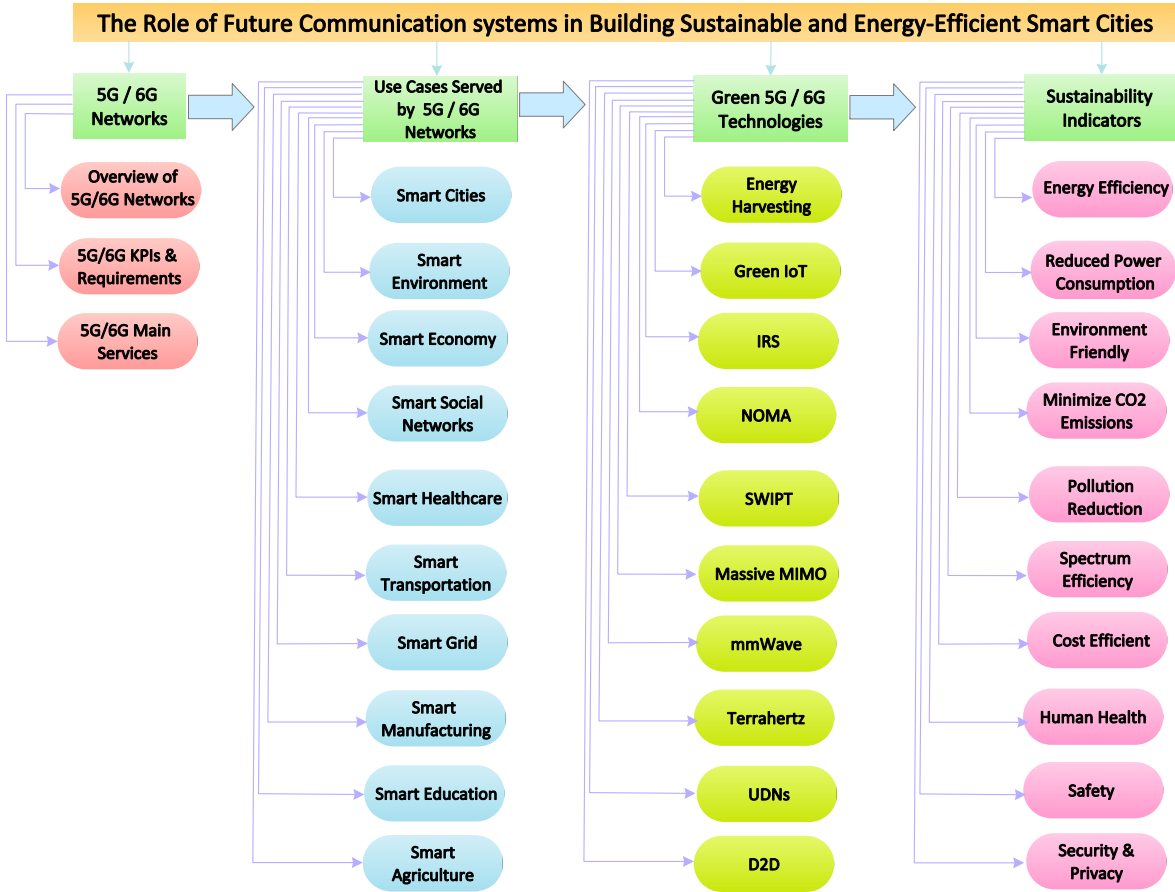 The Role of Future Communication systems in Building Sustainable and Energy-Efficient Smart Cities
5G / 6G
Networks
Overview of
5G/6G Networks
5G/6G KPIs &
Requirements
5G/6G Main
Services
Use Cases Served
by 5G / 6G
Networks
Smart Cities
Smart
Environment
Smart Economy
Smart Social
Networks
Smart Healthcare
Smart
Transportation
Smart Grid
Smart
Manufacturing
Smart Education
Smart
Agriculture
Green 5G / 6G
Technologies
Energy
Harvesting
Green IoT
IRS
NOMA
SWIPT
Massive MIMO
mmWave
Terrahertz
UDNs
D2D
Sustainability
Indicators
Energy Efficiency
Reduced Power
Consumption
Environment
Friendly
Minimize CO2
Emissions
Pollution
Reduction
Spectrum
Efficiency
Cost Efficient
Human Health
Safety
Security &
Privacy